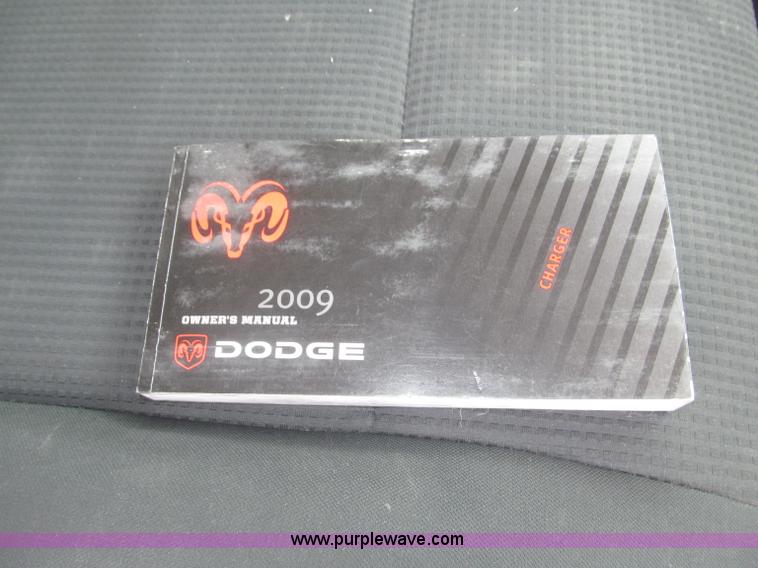 2009
OWNER'S MANUAL
DODGE
CHARGER
www.purplewave.com